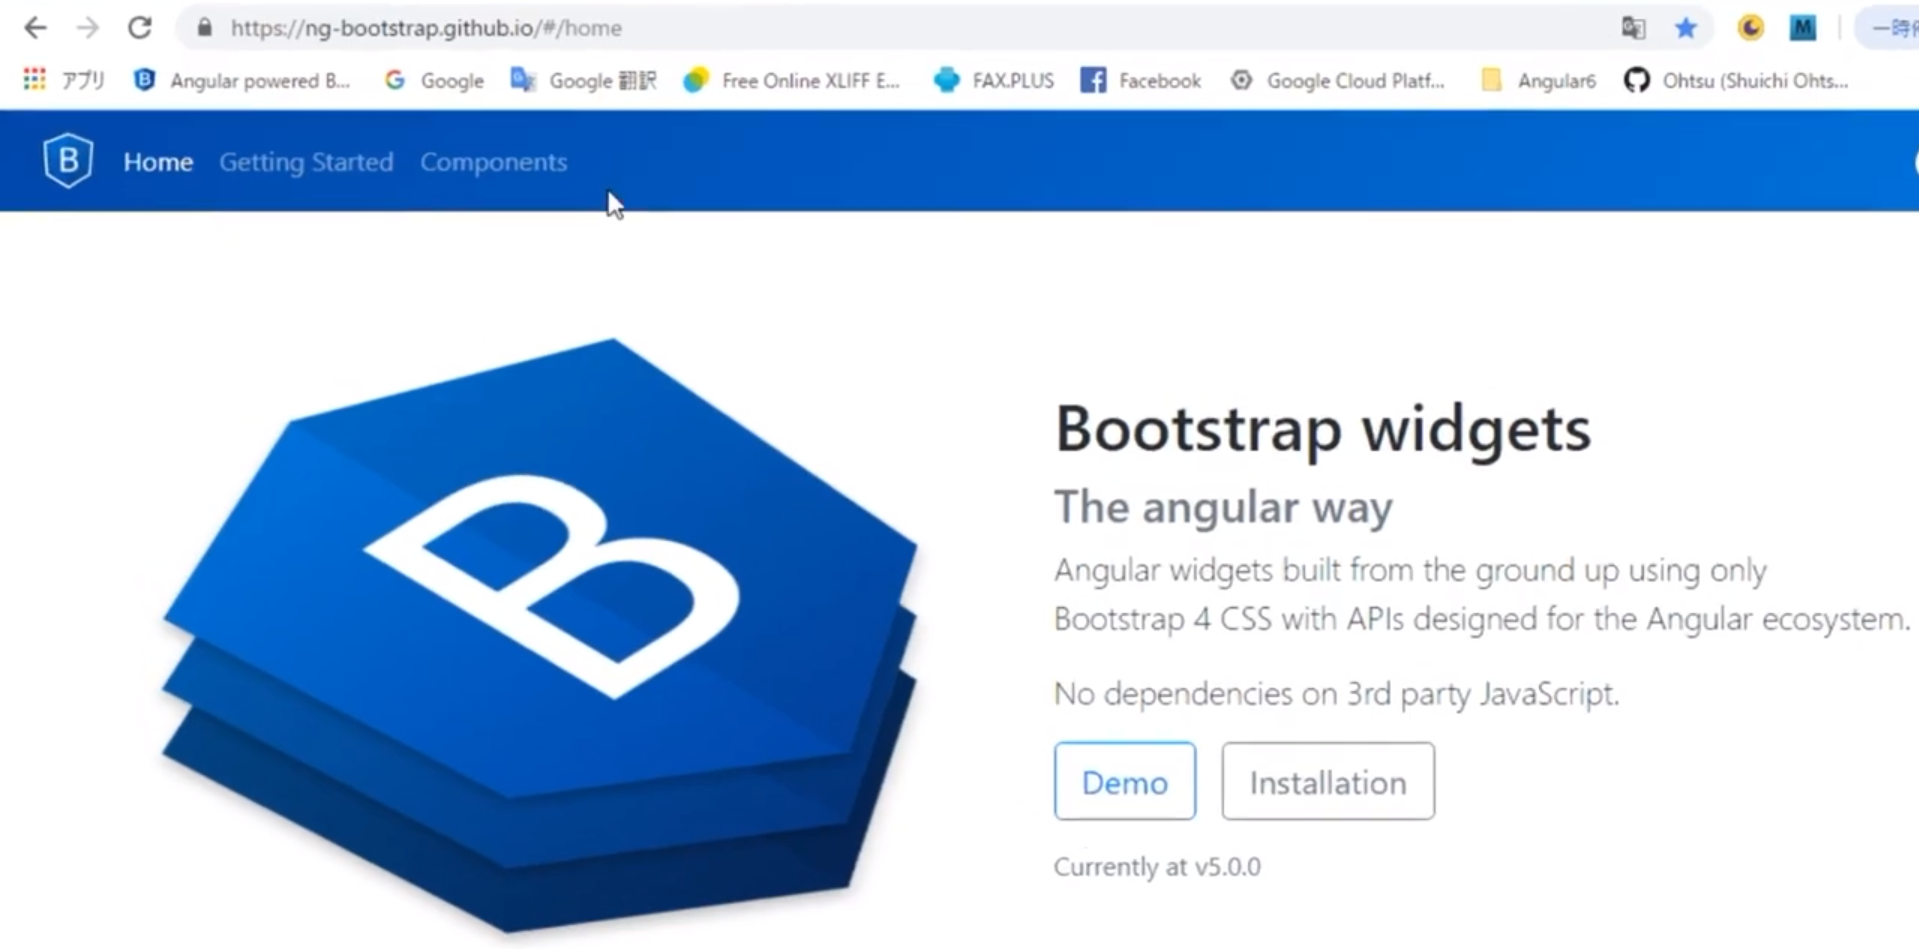 https://ng-bootstrap.github.io/#/home
アプリ Angular powered B... Google Google 翻訳 Free Online XLIFF E... FAX.PLUS Facebook Google Cloud Platf... Angular6 Ohtsu (Shuichi Ohts...
B Home Getting Started Components
B
Bootstrap widgets
The angular way
Angular widgets built from the ground up using only
Bootstrap 4 CSS with APIs designed for the Angular ecosystem.
No dependencies on 3rd party JavaScript.
Demo Installation
Currently at v5.0.0